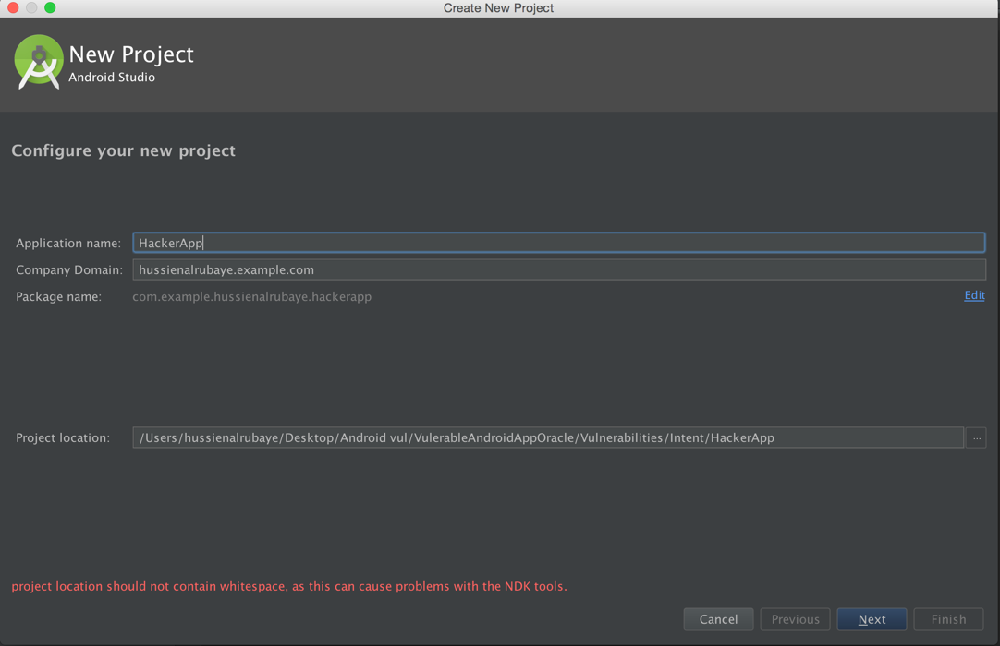 Create New Project
New Project
Android Studio
Configure your new project
Application name: HackerApp
Company Domain: hussienalrubaye.example.com
Package name: com.example.hussienalrubaye.hackerapp Edit
Project location: /Users/hussienalrubaye/Desktop/Android vul/VulerableAndroidAppOracle/Vulnerabilities/Intent/HackerApp ...
project location should not contain whitespace, as this can cause problems with the NDK tools.
Cancel Previous Next Finish